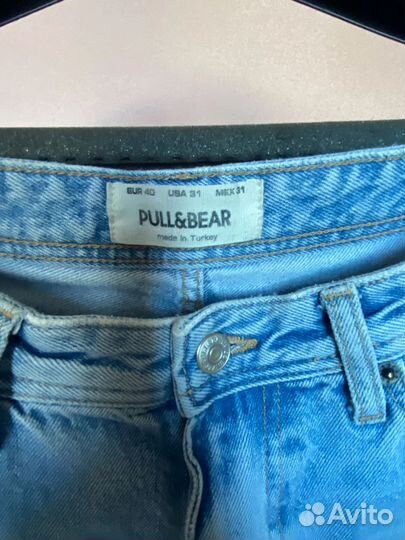 EUR 40 USA 31 MEX 31
PULL&BEAR
made in Turkey
Avito